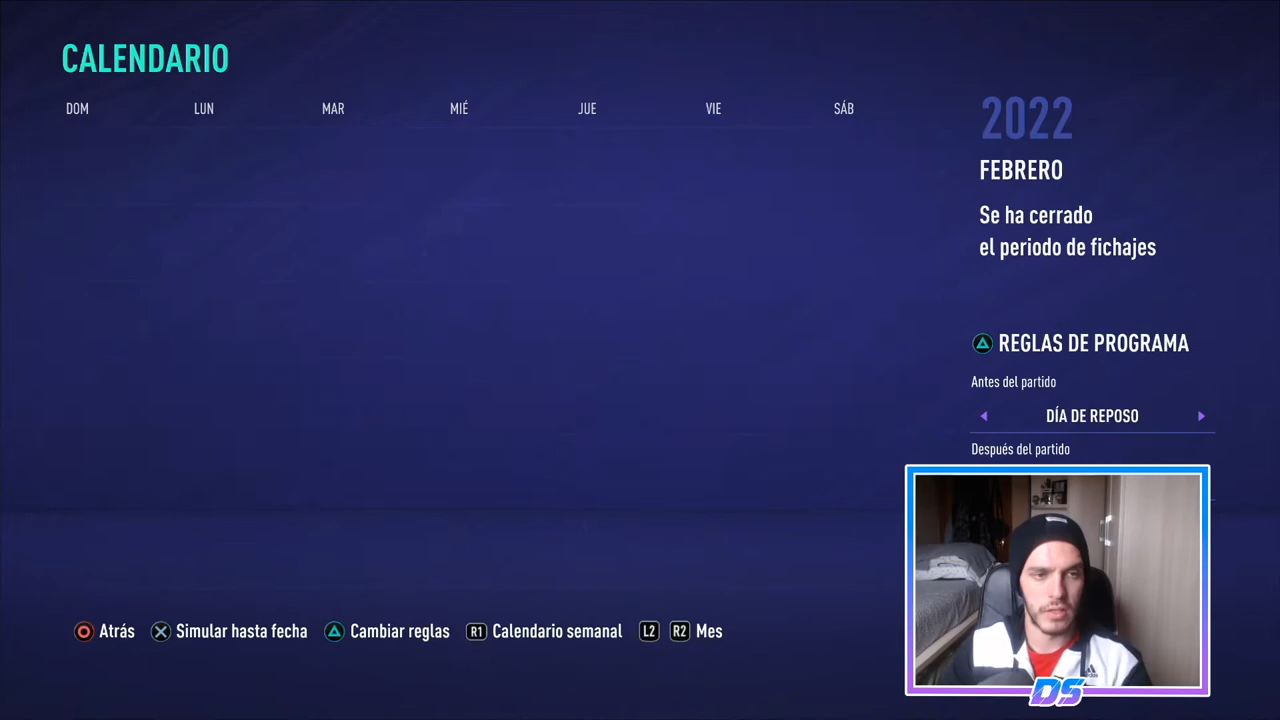 CALENDARIO
DOM LUN MAR MIÉ JUE VIE SÁB
2022
FEBRERO
Se ha cerrado
el periodo de fichajes
REGLAS DE PROGRAMA
Antes del partido
DÍA DE REPOSO
Después del partido
Atrás Simular hasta fecha Cambiar reglas R1 Calendario semanal L2 R2 Mes
adidas
DS